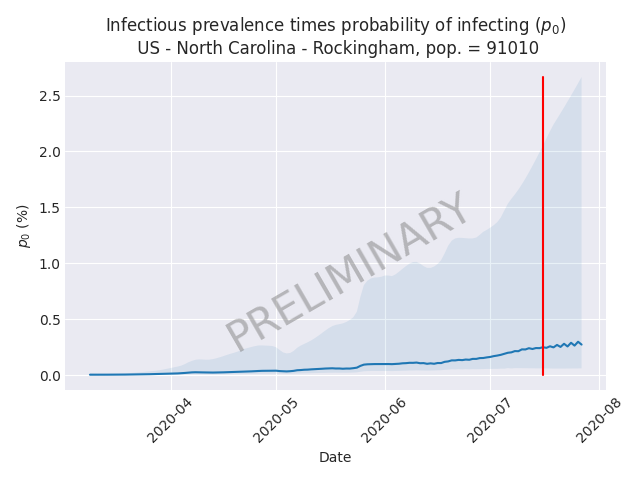 Infectious prevalence times probability of infecting (p₀)
US - North Carolina - Rockingham, pop. = 91010
2.5
2.0
1.5
1.0
0.5
0.0
p₀ (%)
PRELIMINARY
2020-04
2020-05
2020-06
2020-07
2020-08
Date